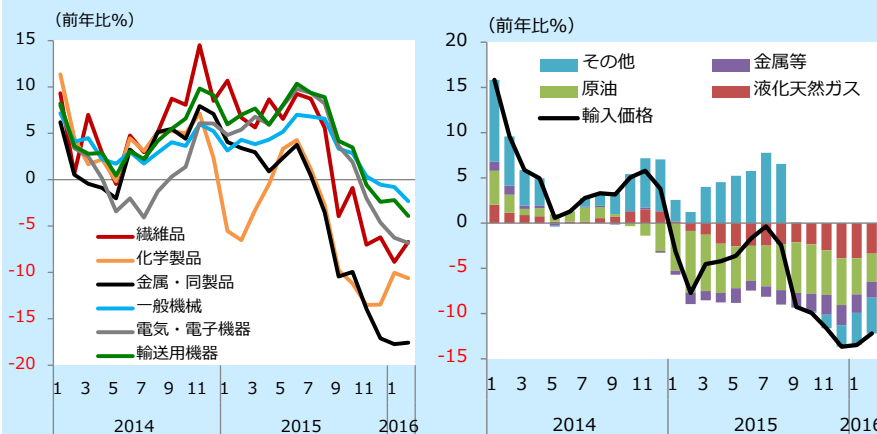 （前年比%）
15
10
5
0
-5
-10
-15
-20
繊維品
化学製品
金属・同製品
一般機械
電気・電子機器
輸送用機器
1 3 5 7 9 11 1 3 5 7 9 11 1
2014 2015 2016
（前年比%）
20
15
10
5
0
-5
-10
-15
その他 金属等
原油 液化天然ガス
輸入価格
1 3 5 7 9 11 1 3 5 7 9 11 1
2014 2015 2016